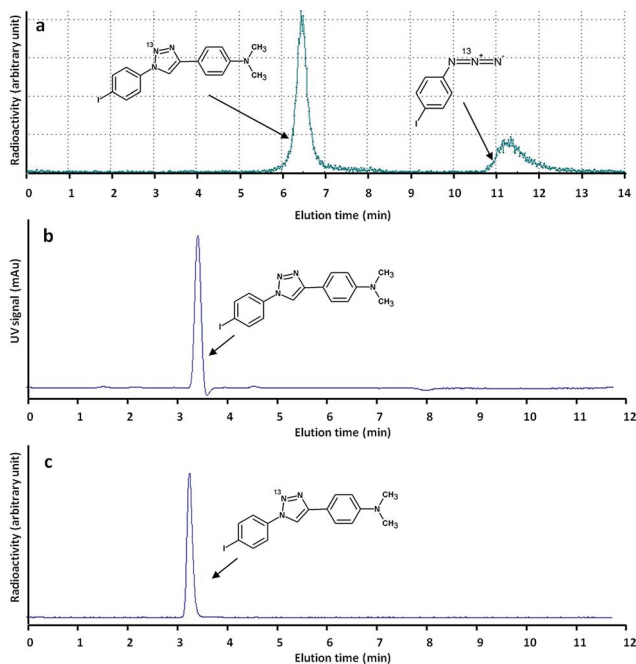 a
Radioactivity (arbitrary unit)
13
N N
N
I
N
CH3
CH3
13
N N N
+ -
I
0 1 2 3 4 5 6 7 8 9 10 11 12 13 14
Elution time (min)
b
UV signal (mAu)
N N
N
I
N
CH3
CH3
0 1 2 3 4 5 6 7 8 9 10 11 12
Elution time (min)
c
Radioactivity (arbitrary unit)
13
N N
N
I
N
CH3
CH3
0 1 2 3 4 5 6 7 8 9 10 11 12
Elution time (min)